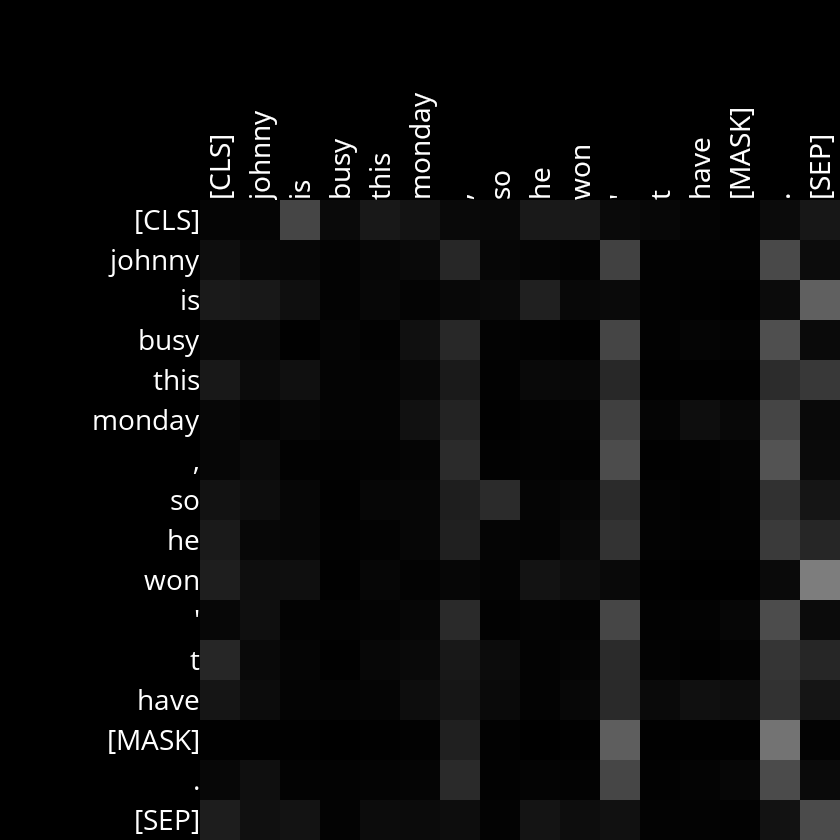 [CLS] johnny is busy this monday , so he won ' t have [MASK] . [SEP]
[CLS]
johnny
is
busy
this
monday
,
so
he
won
'
t
have
[MASK]
.
[SEP]